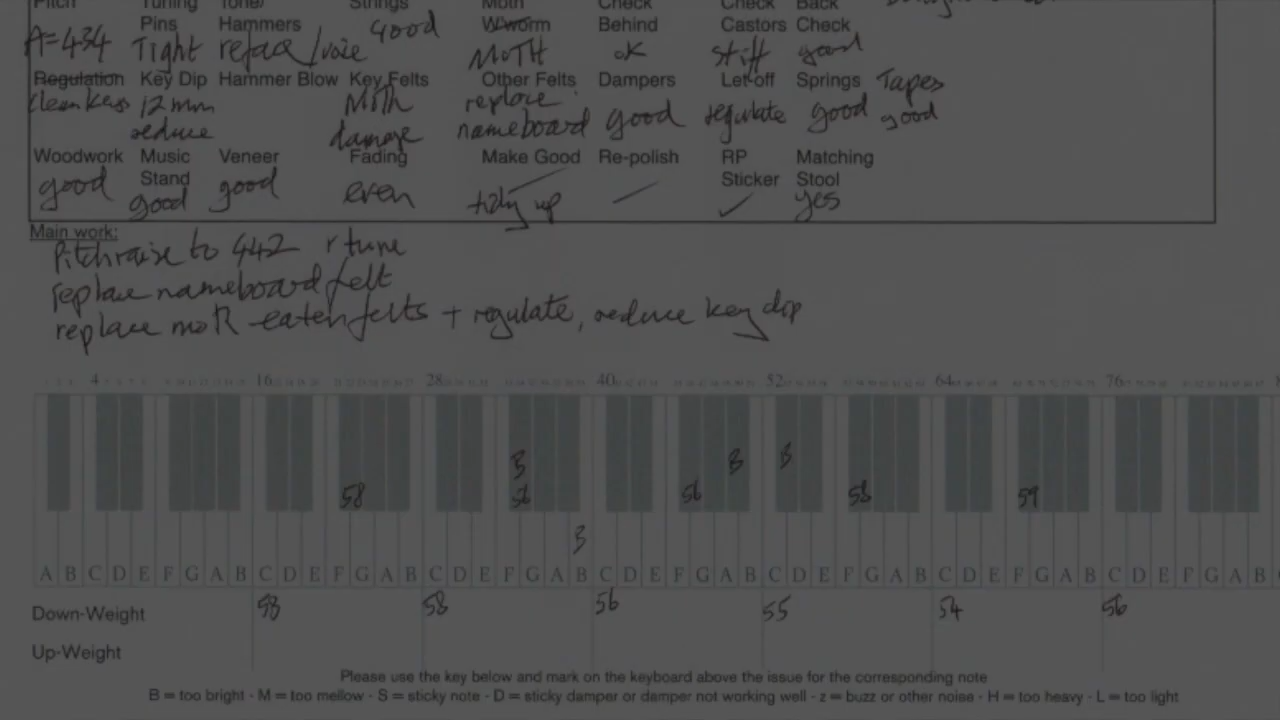 Pitch Tuning Tone/ Strings Moth Check Check Back
Pins Hammers good W.worm Behind Castors Check
A=434 Tight reface/voice MOTH OK stiff good
Regulation Key Dip Hammer Blow Key Felts Other Felts Dampers Let-off Springs Tapes
clean keys 12mm Moth replace
reduce damage nameboard good regulate good good
Woodwork Music Veneer Fading Make Good Re-polish RP Matching
Stand Sticker Stool
good good good even tidy up ✓ yes
Main work:
Pitchraise to 442 + tune
replace nameboard felt
replace moth eaten felts + regulate, reduce key dip
4 16 28 40 52 64 76
B B B
58 56 56 58 59
B
A B C D E F G A B C D E F G A B C D E F G A B C D E F G A B C D E F G A B C D E F G A B C D E F G A B
Down-Weight 58 58 56 55 54 56
Up-Weight
Please use the key below and mark on the keyboard above the issue for the corresponding note
B = too bright - M = too mellow - S = sticky note - D = sticky damper or damper not working well - z = buzz or other noise - H = too heavy - L = too light